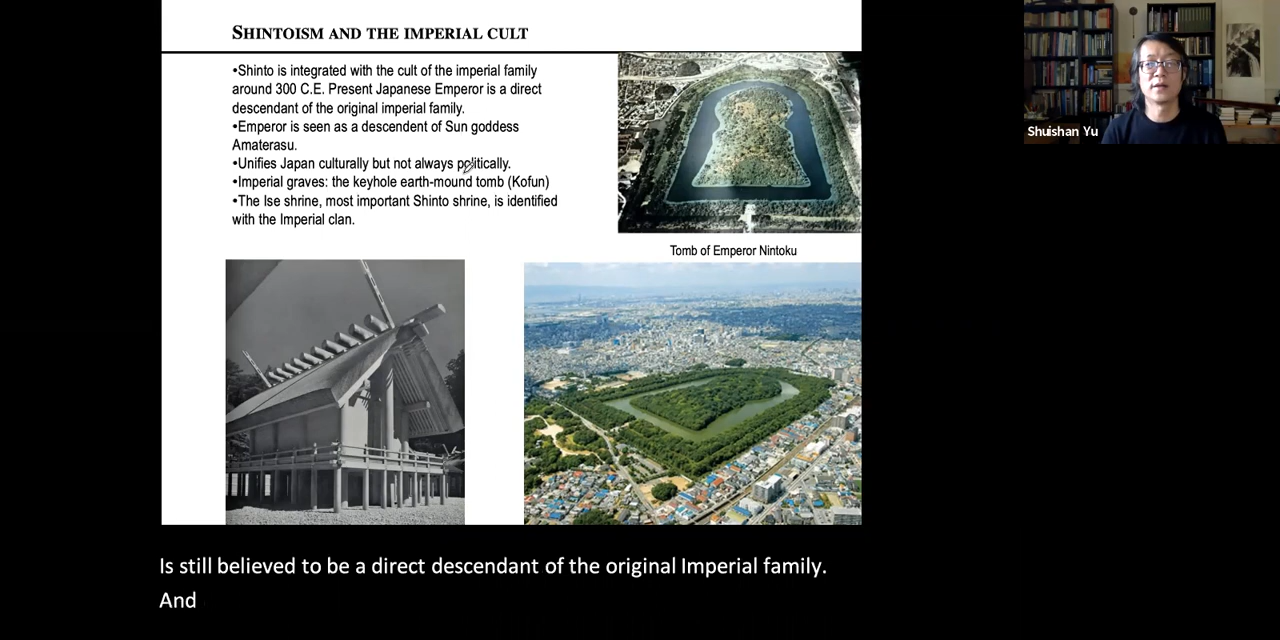 SHINTOISM AND THE IMPERIAL CULT
•Shinto is integrated with the cult of the imperial family
around 300 C.E. Present Japanese Emperor is a direct
descendant of the original imperial family.
•Emperor is seen as a descendent of Sun goddess
Amaterasu.
•Unifies Japan culturally but not always politically.
•Imperial graves: the keyhole earth-mound tomb (Kofun)
•The Ise shrine, most important Shinto shrine, is identified
with the Imperial clan.
Tomb of Emperor Nintoku
Shuishan Yu
Is still believed to be a direct descendant of the original Imperial family.
And